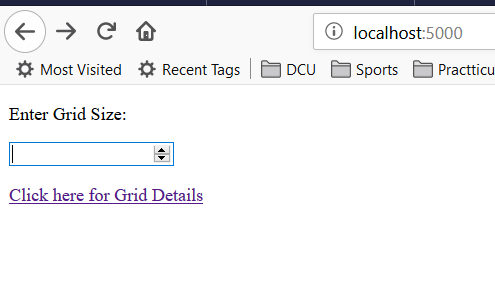 localhost:5000
Most Visited Recent Tags DCU Sports Practticu
Enter Grid Size:
Click here for Grid Details